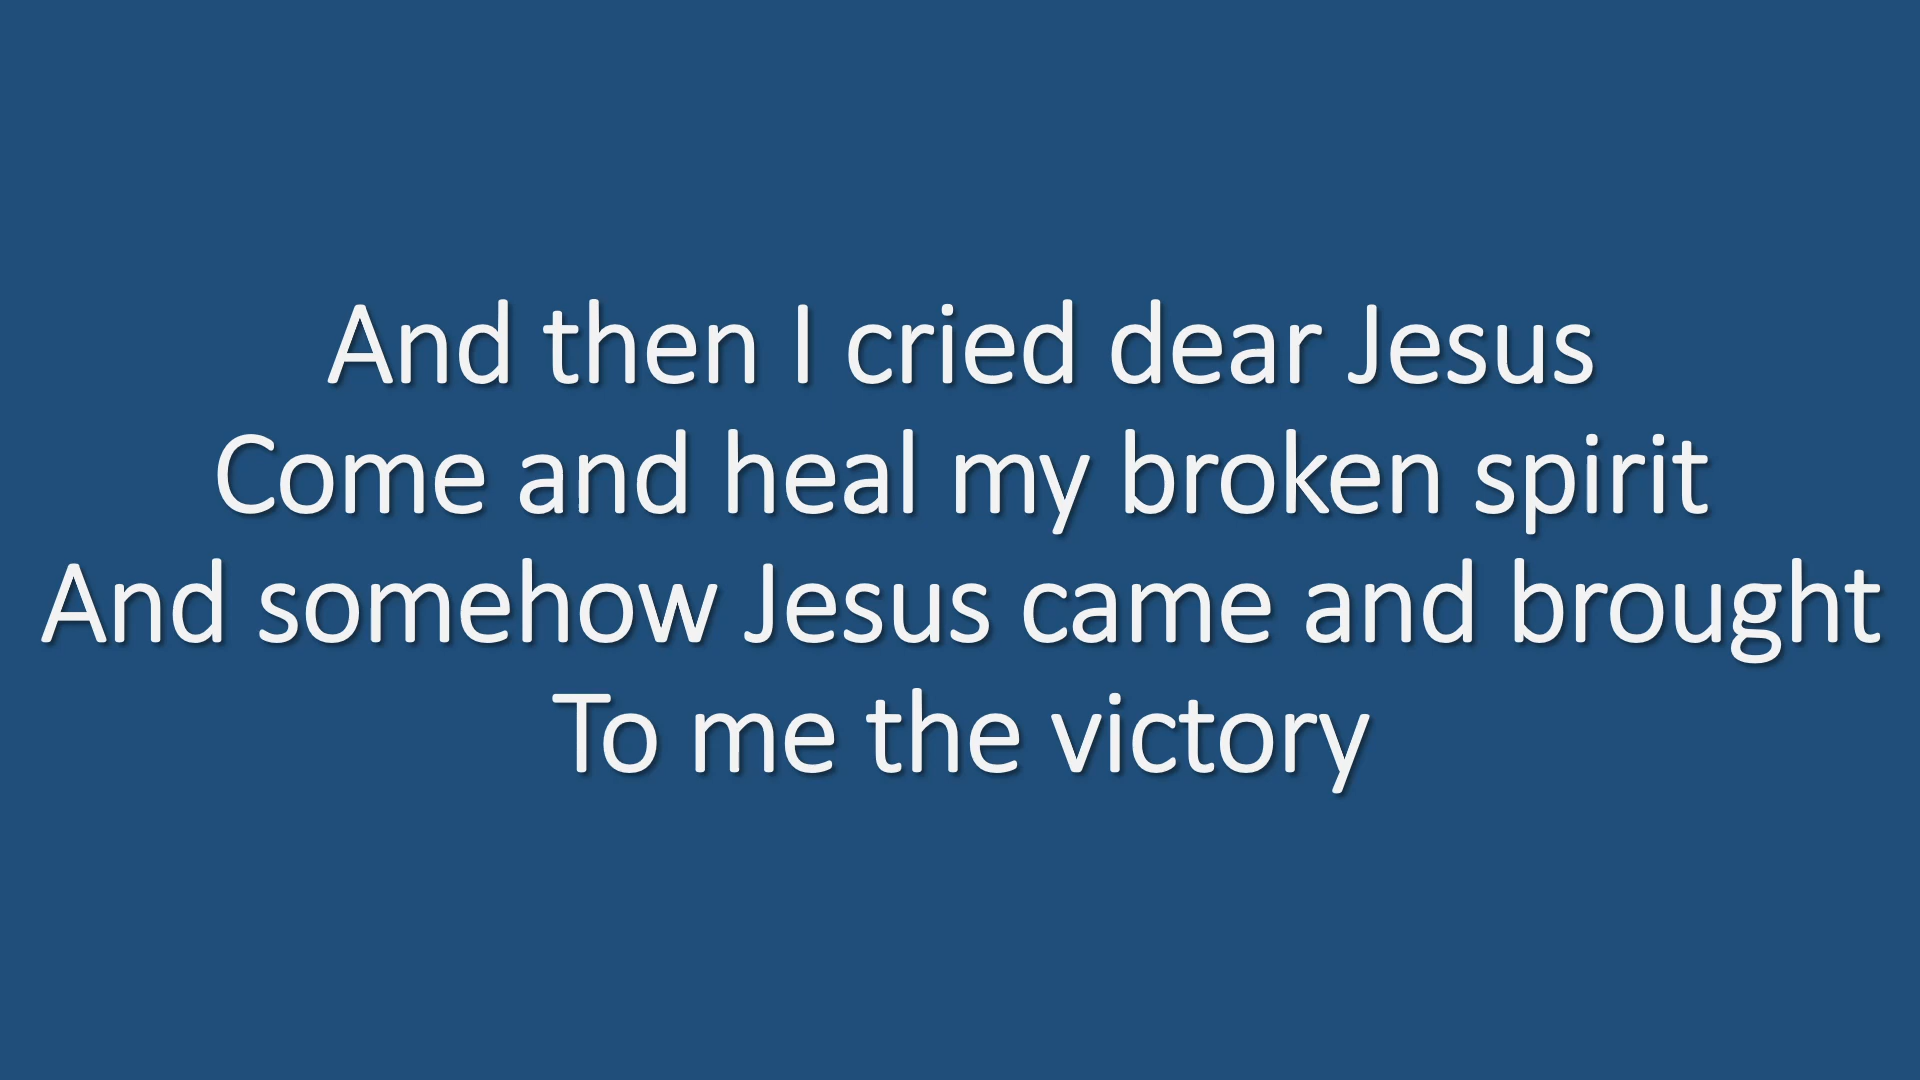 And then I cried dear Jesus
Come and heal my broken spirit
And somehow Jesus came and brought
To me the victory